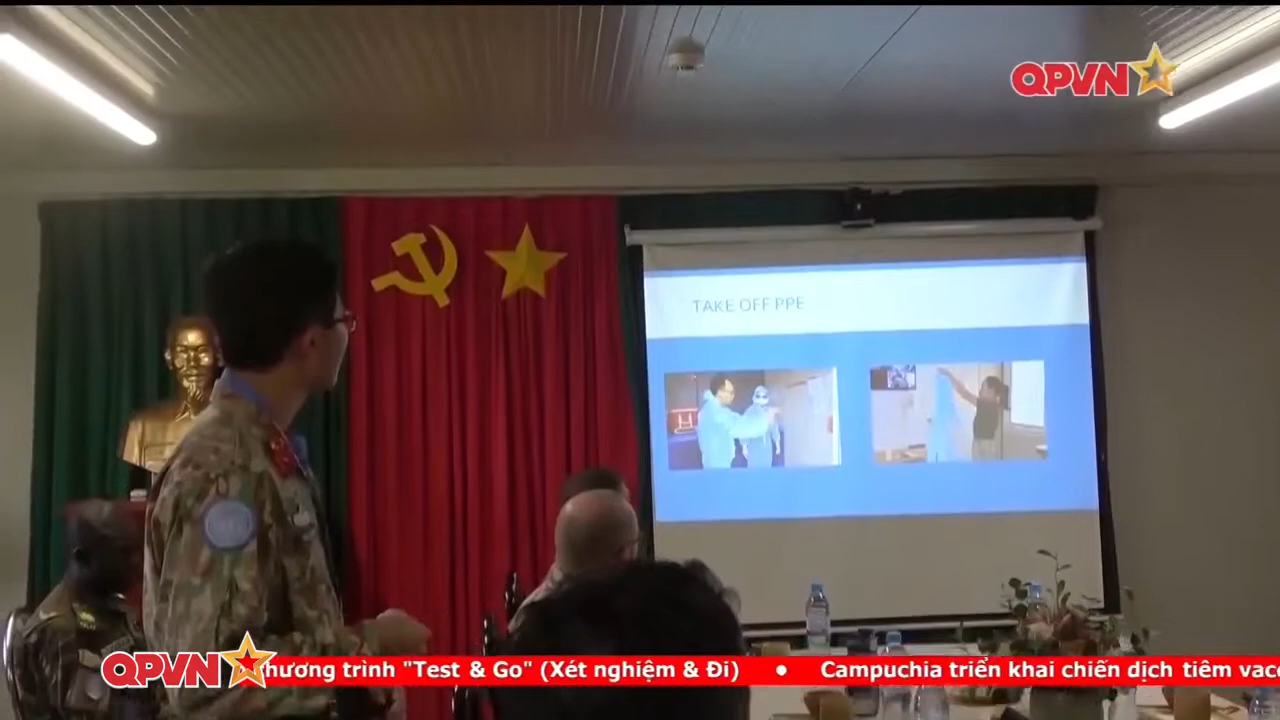 QPVN
TAKE OFF PPE
H
QPVN
hương trình "Test & Go" (Xét nghiệm & Đi) • Campuchia triển khai chiến dịch tiêm vacc